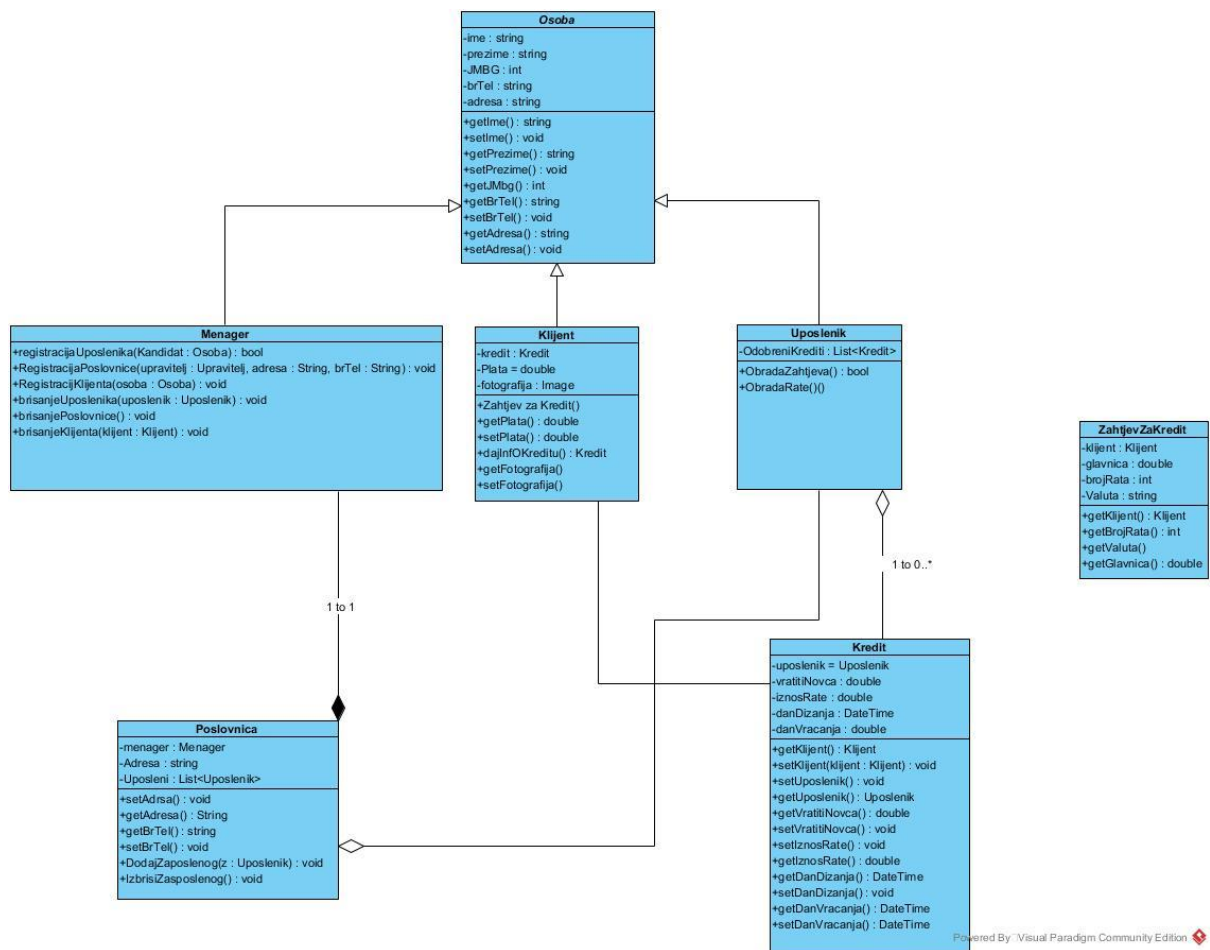 Osoba
-ime : string
-prezime : string
-JMBG : int
-brTel : string
-adresa : string
+getIme() : string
+setIme() : void
+getPrezime() : string
+setPrezime() : void
+getJMbg() : int
+getBrTel() : string
+setBrTel() : void
+getAdresa() : string
+setAdresa() : void
Menager
+registracijaUposlenika(Kandidat : Osoba) : bool
+RegistracijaPoslovnice(upravitelj : Upravitelj, adresa : String, brTel : String) : void
+RegistracijKlijenta(osoba : Osoba) : void
+brisanjeUposlenika(uposlenik : Uposlenik) : void
+brisanjePoslovnice() : void
+brisanjeKlijenta(klijent : Klijent) : void
Klijent
-kredit : Kredit
-Plata = double
-fotografija : Image
+Zahtjev za Kredit()
+getPlata() : double
+setPlata() : double
+dajInfOKreditu() : Kredit
+getFotografija()
+setFotografija()
Uposlenik
-OdobreniKrediti : List<Kredit>
+ObradaZahtjeva() : bool
+ObradaRate()()
ZahtjevZaKredit
-klijent : Klijent
-glavnica : double
-brojRata : int
-Valuta : string
+getKlijent() : Klijent
+getBrojRata() : int
+getValuta()
+getGlavnica() : double
1 to 0..*
1 to 1
Poslovnica
-menager : Menager
-Adresa : string
-Uposleni : List<Uposlenik>
+setAdrsa() : void
+getAdresa() : String
+getBrTel() : string
+setBrTel() : void
+DodajZaposlenog(z : Uposlenik) : void
+IzbrisiZasposlenog() : void
Kredit
-uposlenik = Uposlenik
-vratitiNovca : double
-iznosRate : double
-danDizanja : DateTime
-danVracanja : double
+getKlijent() : Klijent
+setKlijent(klijent : Klijent) : void
+setUposlenik() : void
+getUposlenik() : Uposlenik
+getVratitiNovca() : double
+setVratitiNovca() : void
+setIznosRate() : void
+getIznosRate() : double
+getDanDizanja() : DateTime
+setDanDizanja() : void
+getDanVracanja() : DateTime
+setDanVracanja() : DateTime
Powered By Visual Paradigm Community Edition